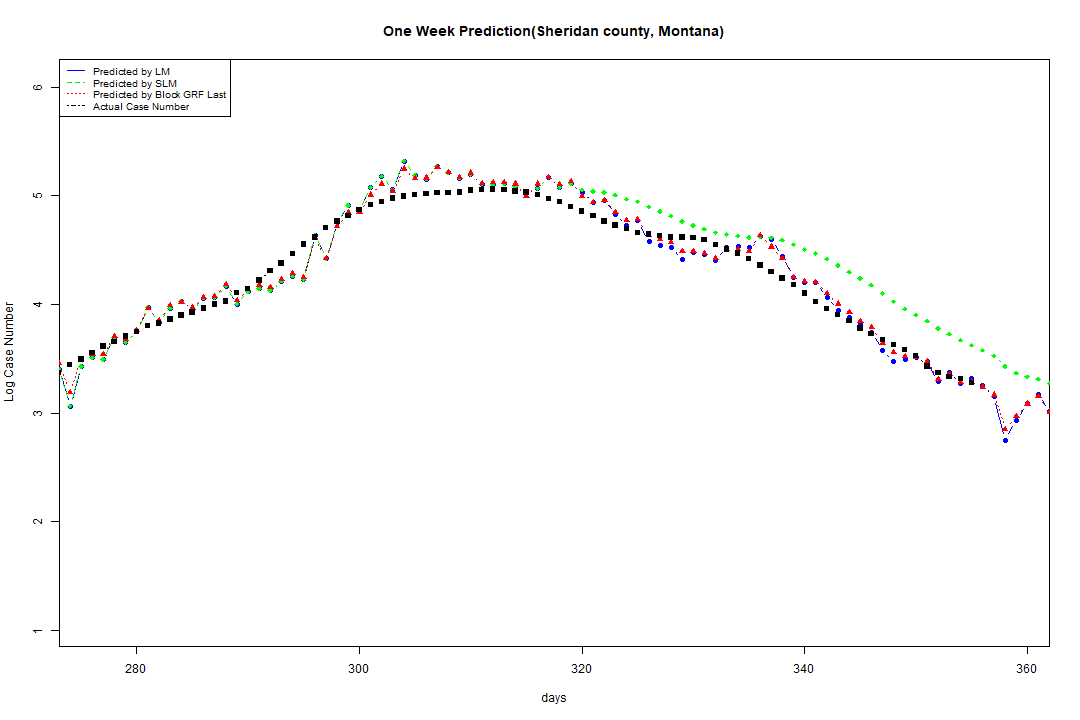 One Week Prediction(Sheridan county, Montana)
Predicted by LM
Predicted by SLM
Predicted by Block GRF Last
Actual Case Number
6
5
4
3
2
1
Log Case Number
280 300 320 340 360
days